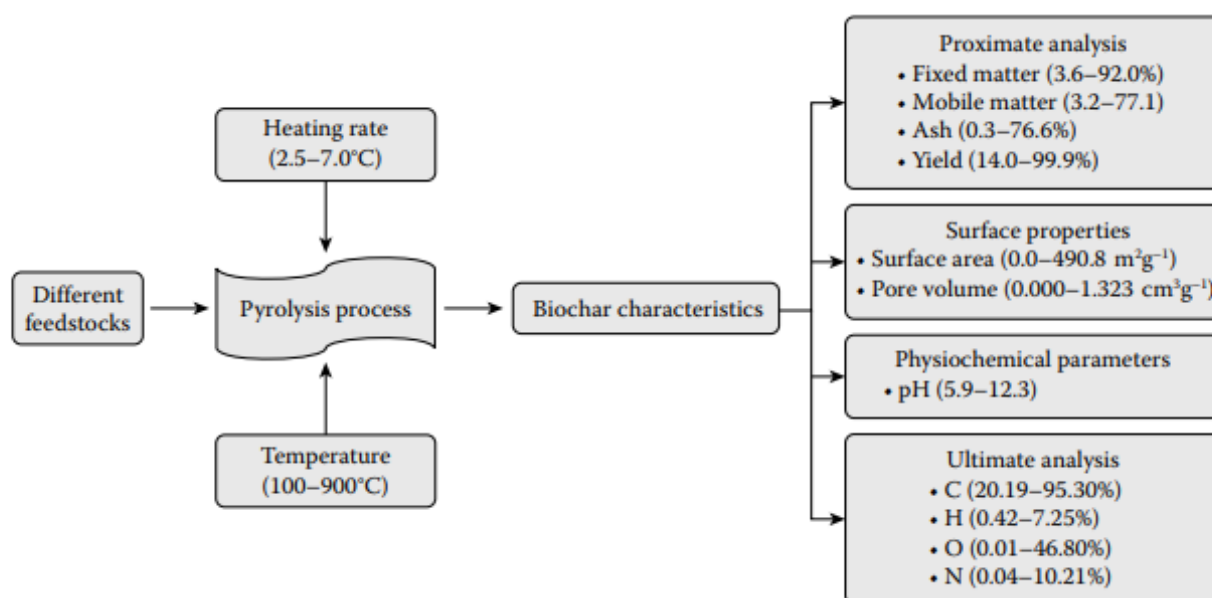 Different
feedstocks
Heating rate
(2.5–7.0°C)
Pyrolysis process
Temperature
(100–900°C)
Biochar characteristics
Proximate analysis
• Fixed matter (3.6–92.0%)
• Mobile matter (3.2–77.1)
• Ash (0.3–76.6%)
• Yield (14.0–99.9%)
Surface properties
• Surface area (0.0–490.8 m²g⁻¹)
• Pore volume (0.000–1.323 cm³g⁻¹)
Physiochemical parameters
• pH (5.9–12.3)
Ultimate analysis
• C (20.19–95.30%)
• H (0.42–7.25%)
• O (0.01–46.80%)
• N (0.04–10.21%)